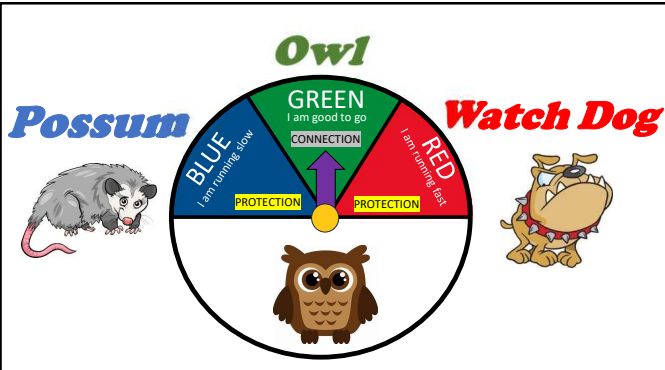 Owl
Possum
Watch Dog
BLUE
I am running slow
PROTECTION
GREEN
I am good to go
CONNECTION
RED
I am running fast
PROTECTION